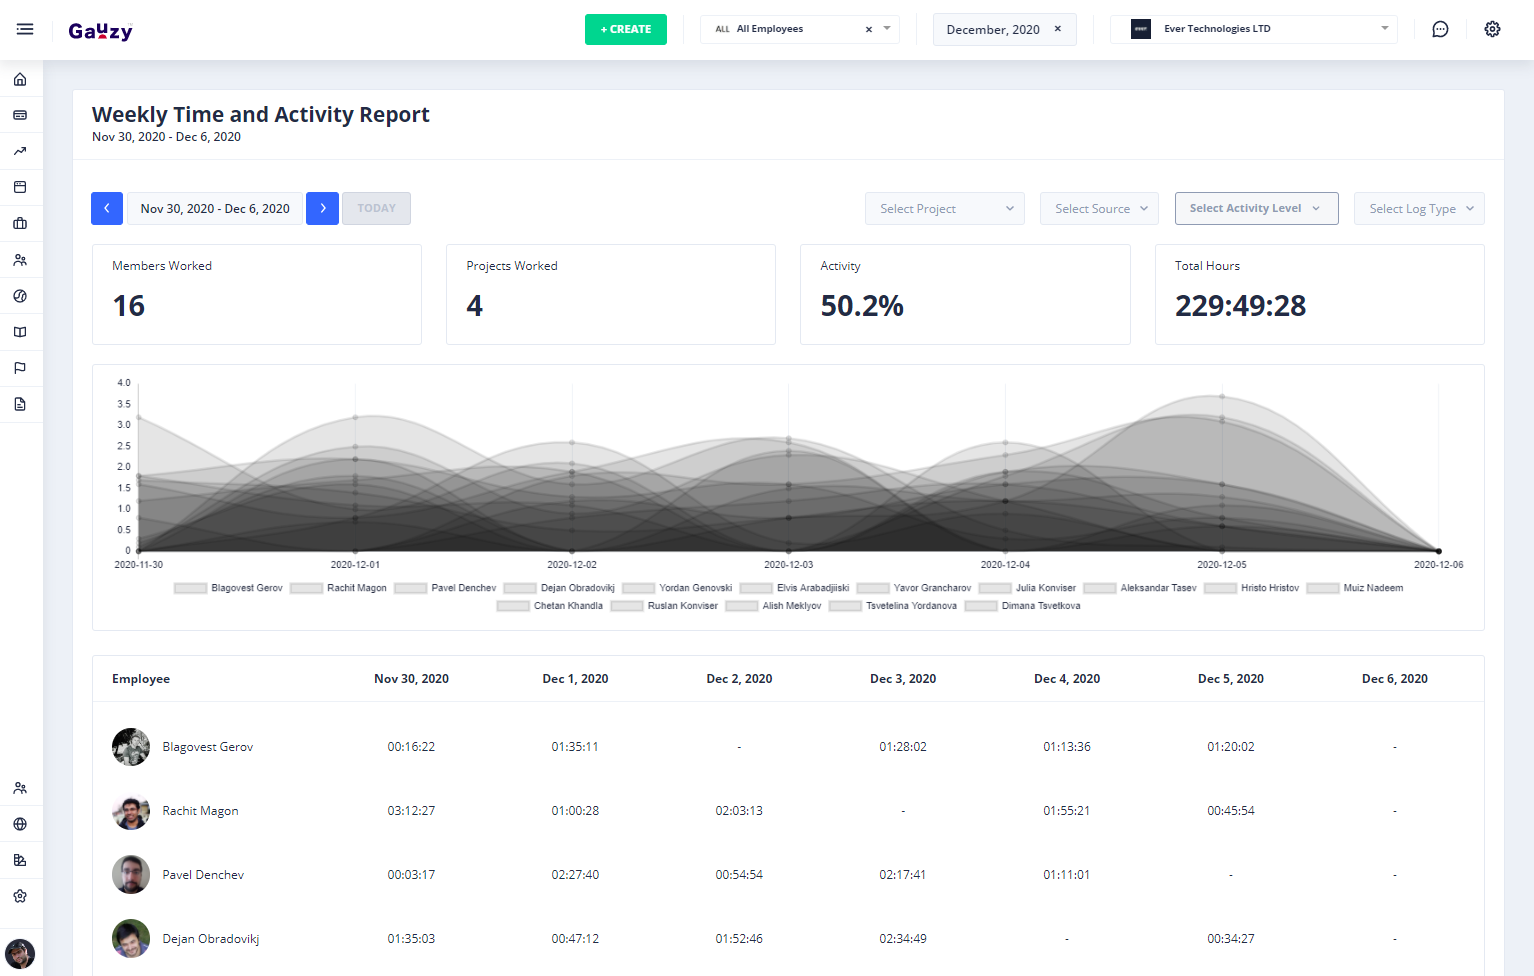 Gauzy
+ CREATE
ALL All Employees ×
December, 2020 ×
Ever Technologies LTD
Weekly Time and Activity Report
Nov 30, 2020 - Dec 6, 2020
Nov 30, 2020 - Dec 6, 2020
TODAY
Select Project
Select Source
Select Activity Level
Select Log Type
Members Worked
16
Projects Worked
4
Activity
50.2%
Total Hours
229:49:28
4.0
3.5
3.0
2.5
2.0
1.5
1.0
0.5
0
2020-11-30 2020-12-01 2020-12-02 2020-12-03 2020-12-04 2020-12-05 2020-12-06
Blagovest Gerov Rachit Magon Pavel Denchev Dejan Obradovikj Yordan Genovski Elvis Arabadjiiski Yavor Grancharov Julia Konviser Aleksandar Tasev Hristo Hristov Muiz Nadeem
Chetan Khandla Ruslan Konviser Alish Meklyov Tsvetelina Yordanova Dimana Tsvetkova
Employee Nov 30, 2020 Dec 1, 2020 Dec 2, 2020 Dec 3, 2020 Dec 4, 2020 Dec 5, 2020 Dec 6, 2020
Blagovest Gerov 00:16:22 01:35:11 - 01:28:02 01:13:36 01:20:02 -
Rachit Magon 03:12:27 01:00:28 02:03:13 - 01:55:21 00:45:54 -
Pavel Denchev 00:03:17 02:27:40 00:54:54 02:17:41 01:11:01 - -
Dejan Obradovikj 01:35:03 00:47:12 01:52:46 02:34:49 - 00:34:27 -